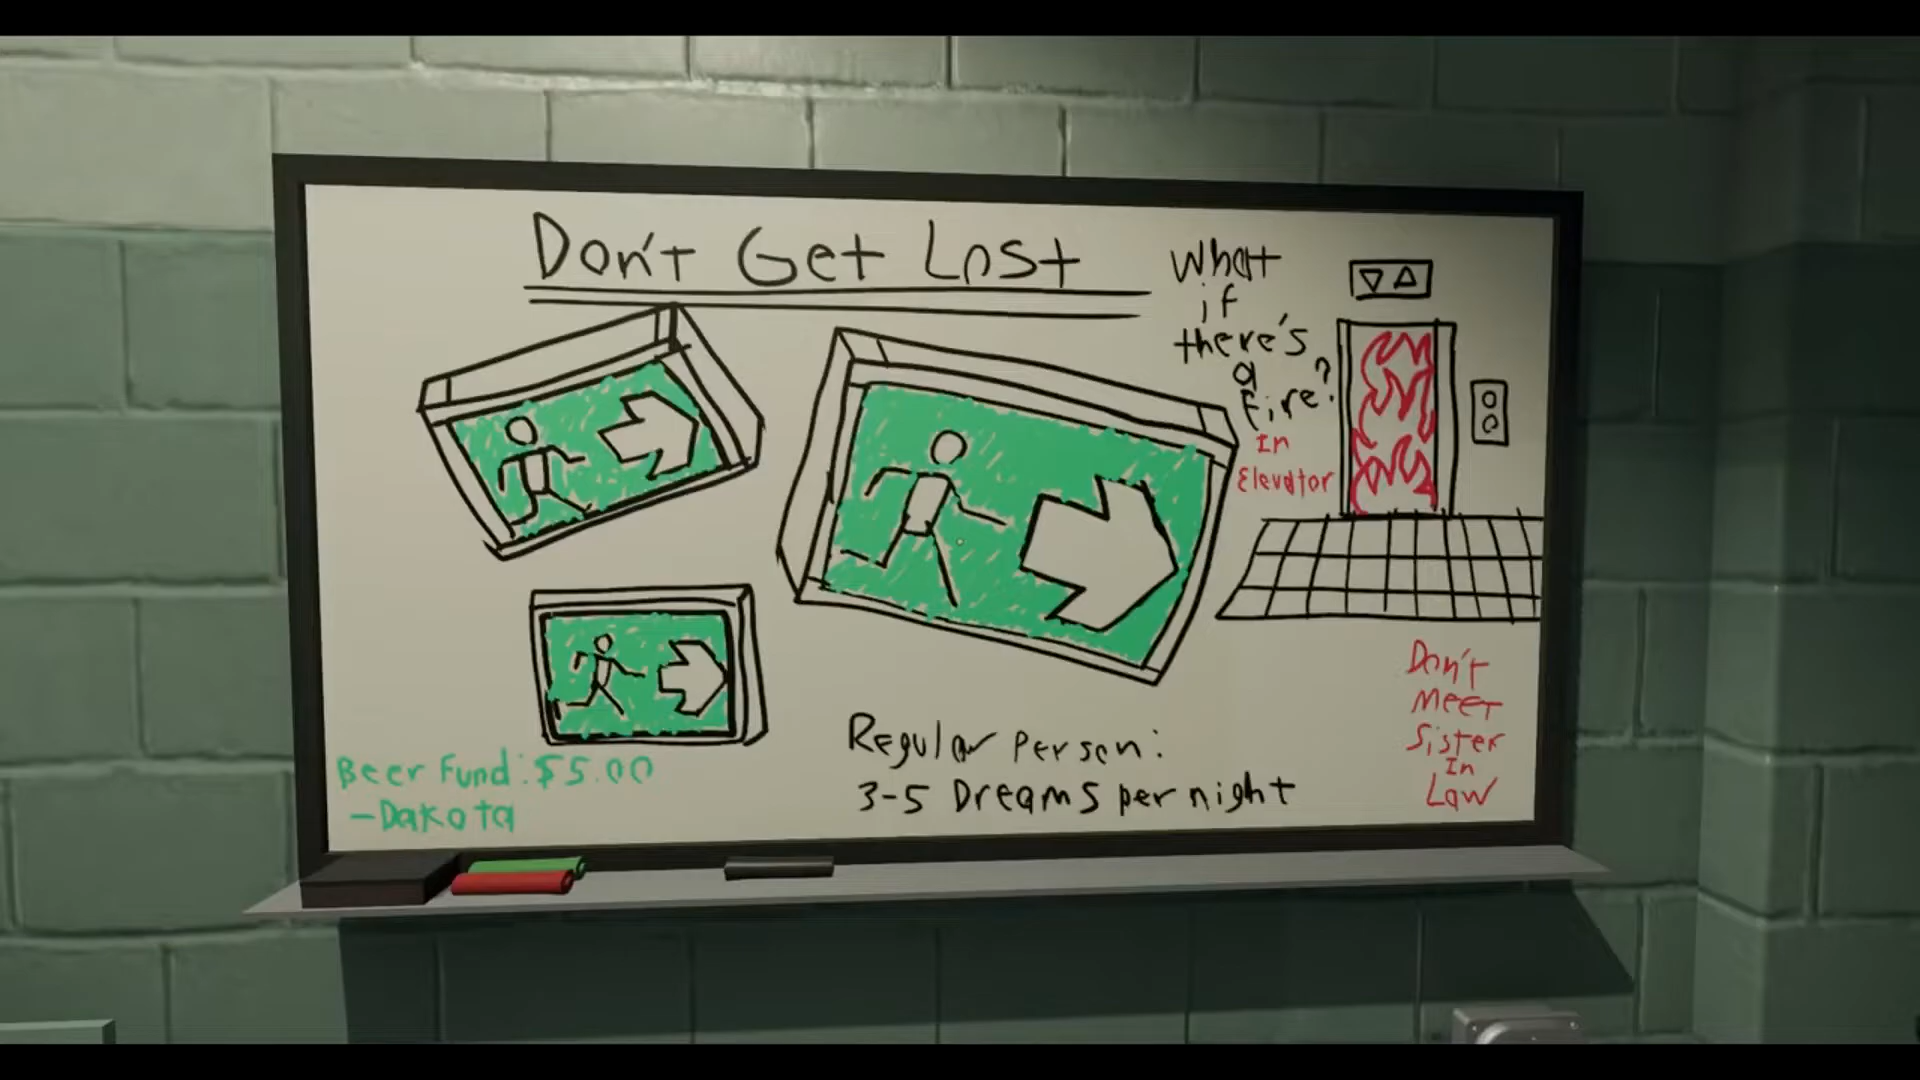 Don't Get Lost
What
if
there's
a
Fire?
In
Elevator
Don't
Meet
Sister
In
Law
Regular person:
3-5 Dreams per night
Beer Fund: $5.00
-Dakota